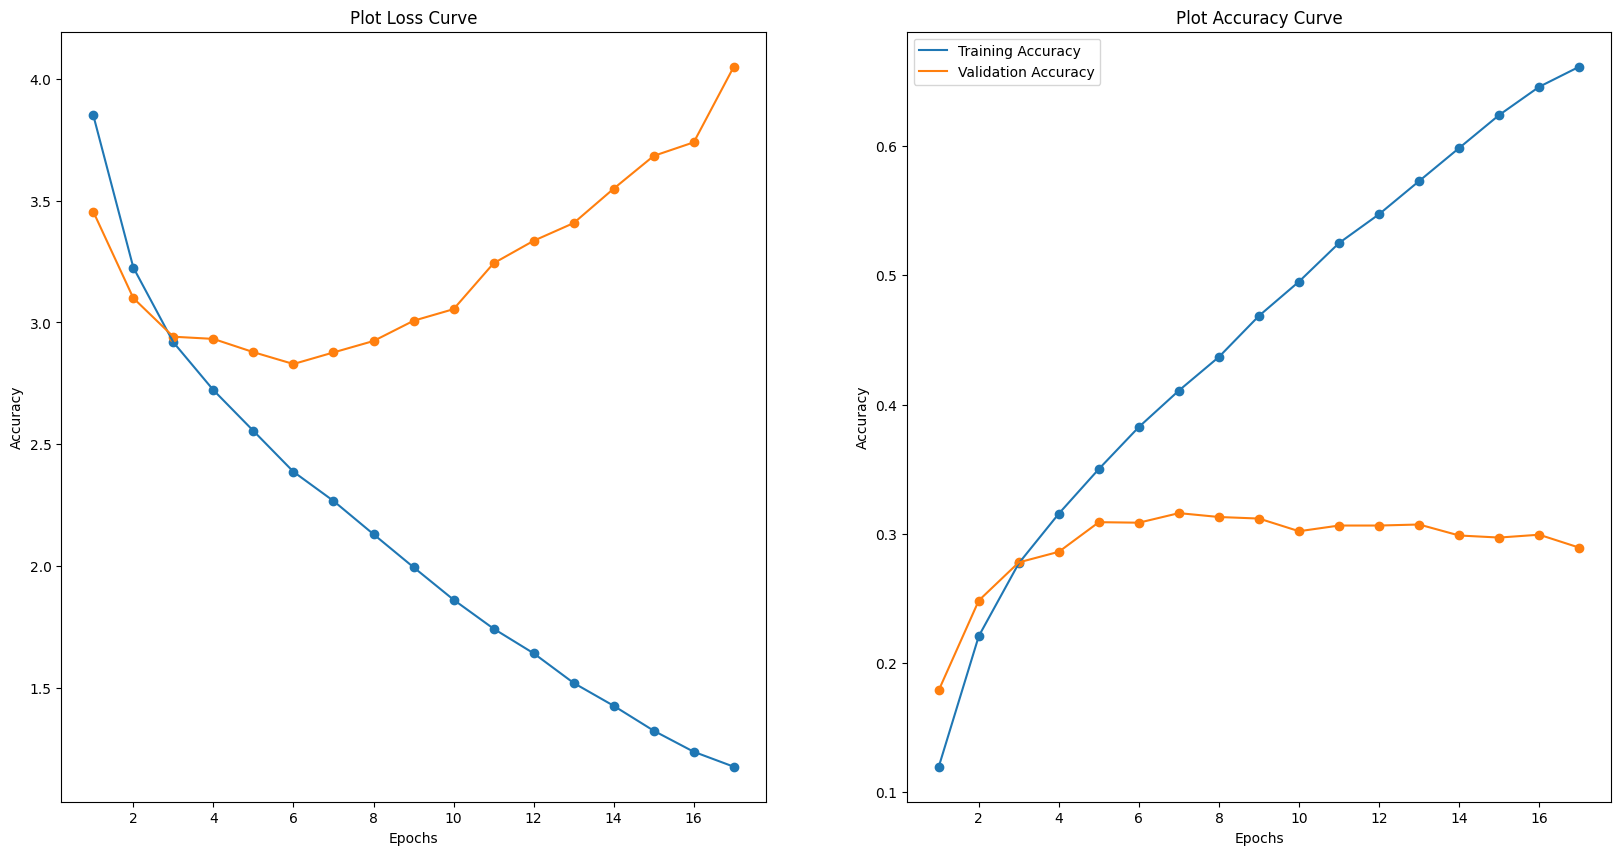 Plot Loss Curve
Accuracy
4.0
3.5
3.0
2.5
2.0
1.5
2 4 6 8 10 12 14 16
Epochs
Plot Accuracy Curve
Training Accuracy
Validation Accuracy
Accuracy
0.6
0.5
0.4
0.3
0.2
0.1
2 4 6 8 10 12 14 16
Epochs